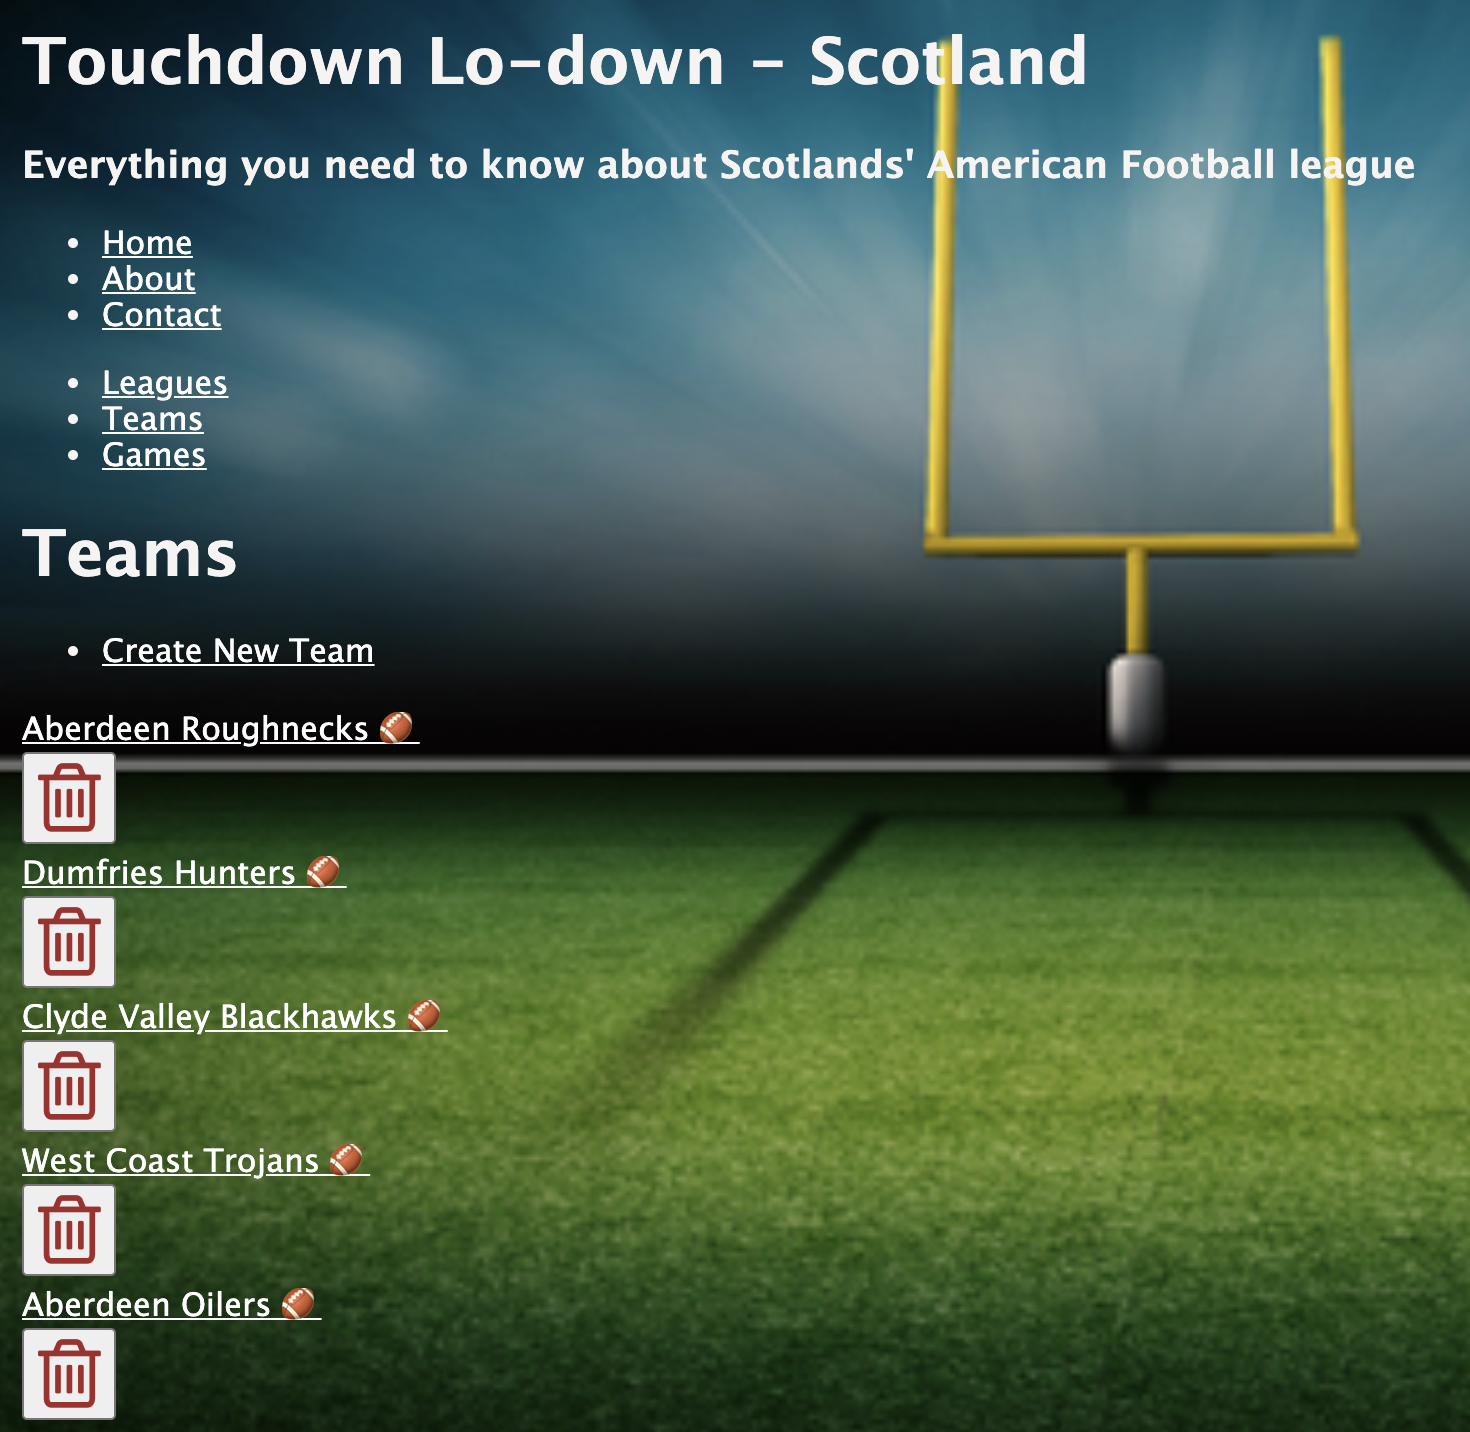 Touchdown Lo-down - Scotland
Everything you need to know about Scotlands' American Football league
Home
About
Contact
Leagues
Teams
Games
Teams
Create New Team
Aberdeen Roughnecks 🏈
Dumfries Hunters 🏈
Clyde Valley Blackhawks 🏈
West Coast Trojans 🏈
Aberdeen Oilers 🏈